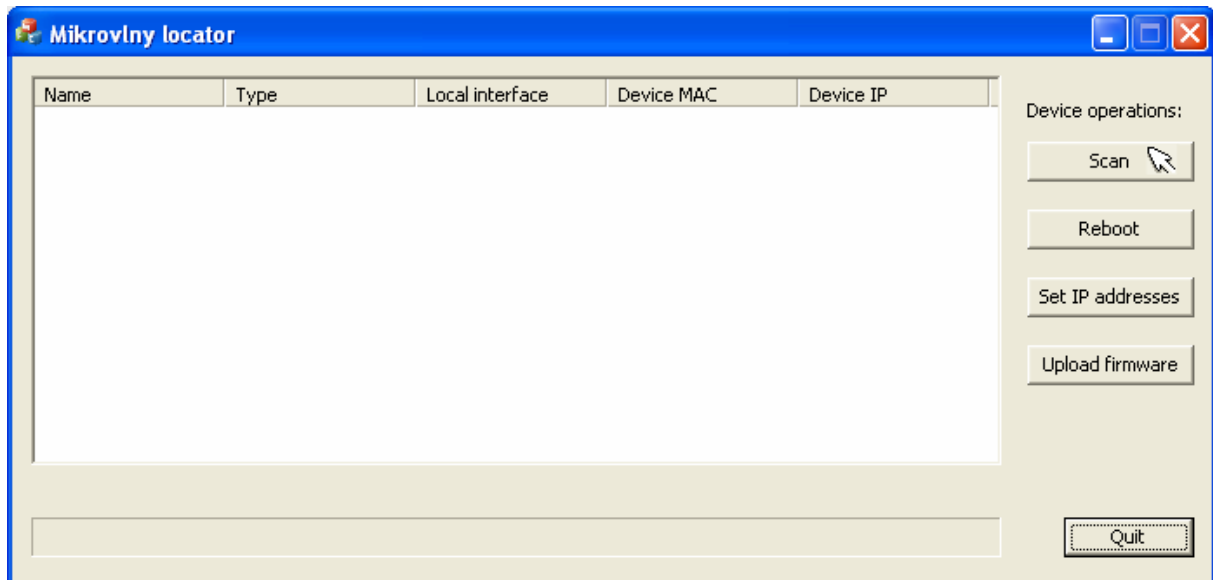 Mikrovlny locator
Name Type Local interface Device MAC Device IP
Device operations:
Scan
Reboot
Set IP addresses
Upload firmware
Quit